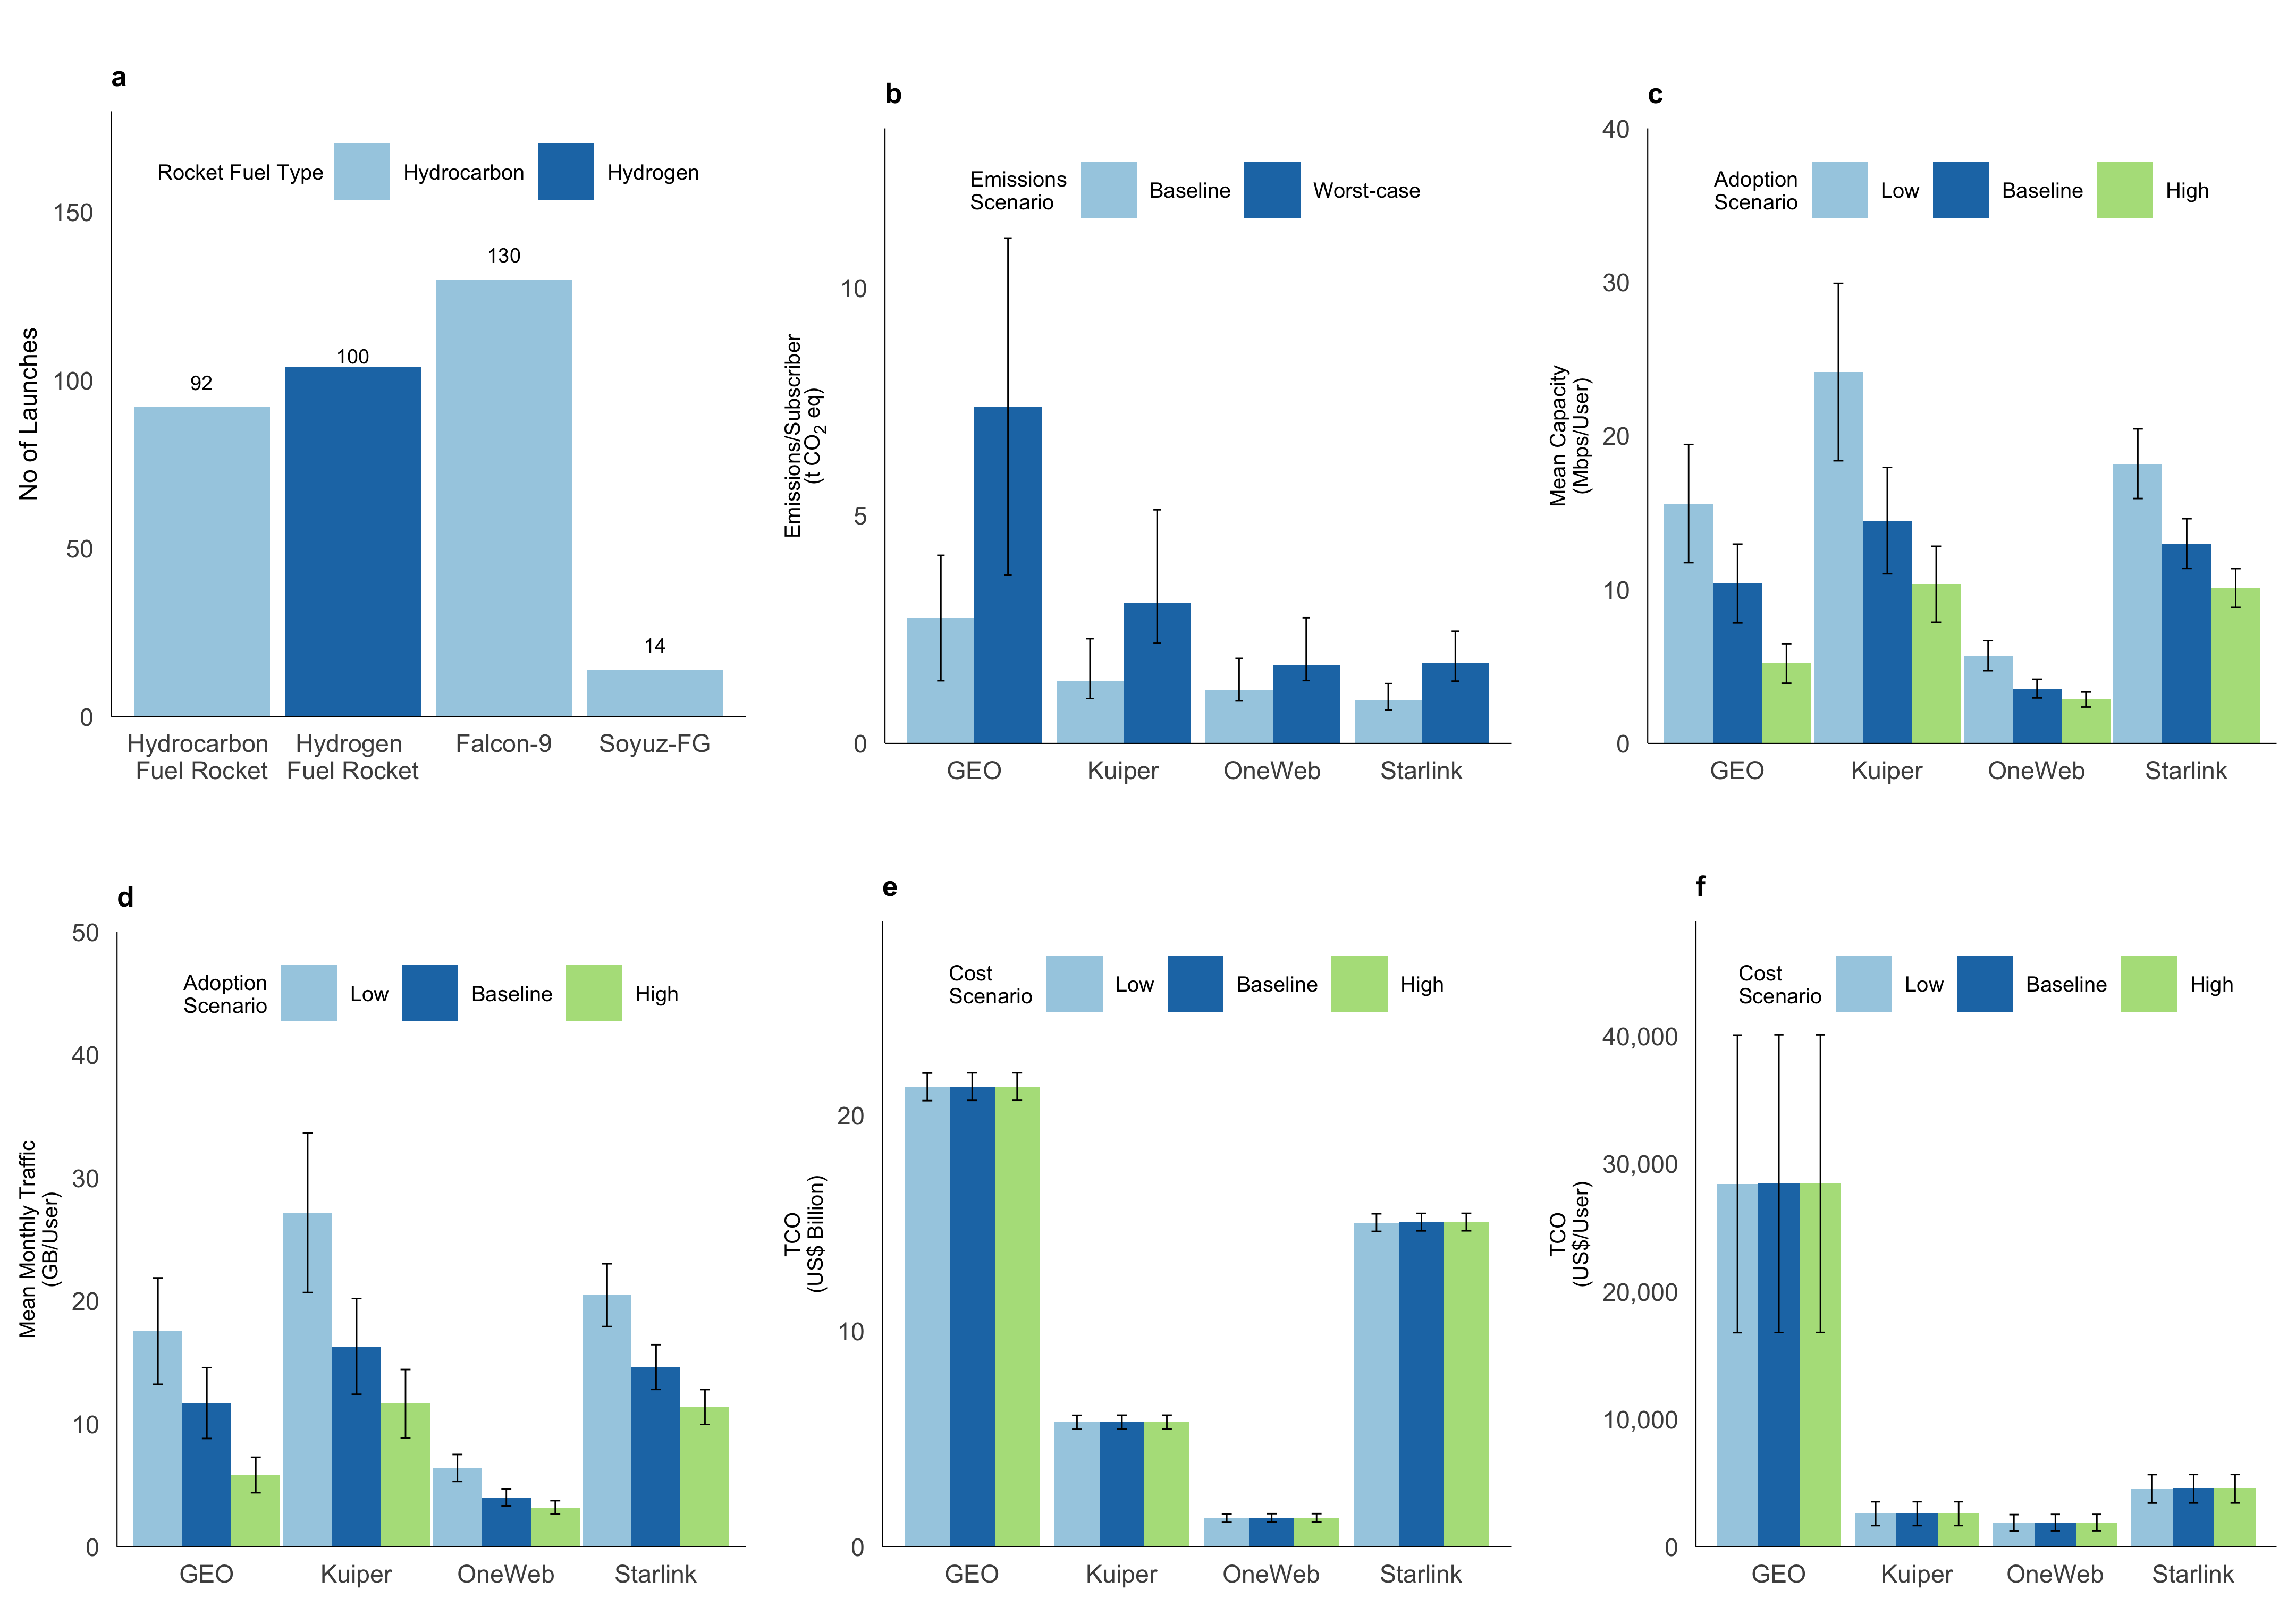 a
Rocket Fuel Type Hydrocarbon Hydrogen
No of Launches
150
100
50
0
92
100
130
14
Hydrocarbon
Fuel Rocket
Hydrogen
Fuel Rocket
Falcon-9
Soyuz-FG
b
Emissions
Scenario
Baseline Worst-case
Emissions/Subscriber
(t CO₂ eq)
10
5
0
GEO Kuiper OneWeb Starlink
c
Adoption
Scenario
Low Baseline High
Mean Capacity
(Mbps/User)
40
30
20
10
0
GEO Kuiper OneWeb Starlink
d
Adoption
Scenario
Low Baseline High
Mean Monthly Traffic
(GB/User)
50
40
30
20
10
0
GEO Kuiper OneWeb Starlink
e
Cost
Scenario
Low Baseline High
TCO
(US$ Billion)
20
10
0
GEO Kuiper OneWeb Starlink
f
Cost
Scenario
Low Baseline High
TCO
(US$/User)
40,000
30,000
20,000
10,000
0
GEO Kuiper OneWeb Starlink